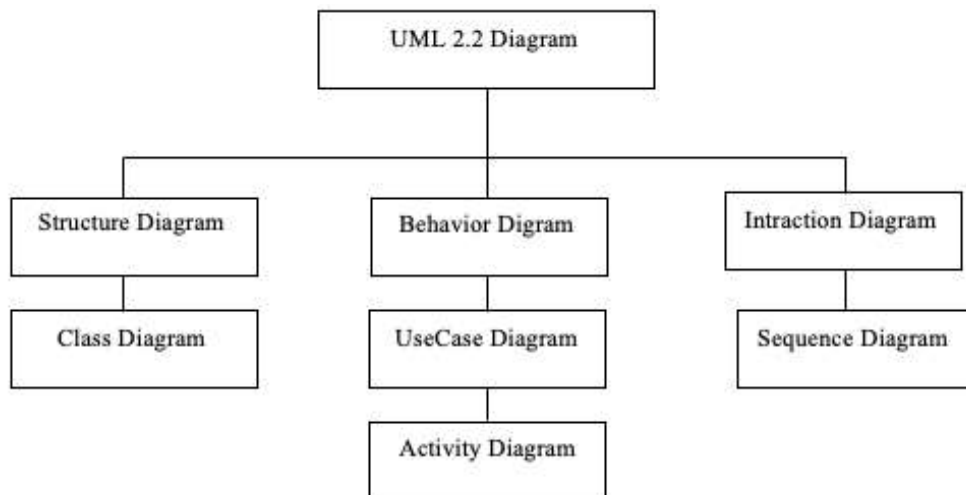 UML 2.2 Diagram
Structure Diagram
Behavior Digram
Intraction Diagram
Class Diagram
UseCase Diagram
Sequence Diagram
Activity Diagram